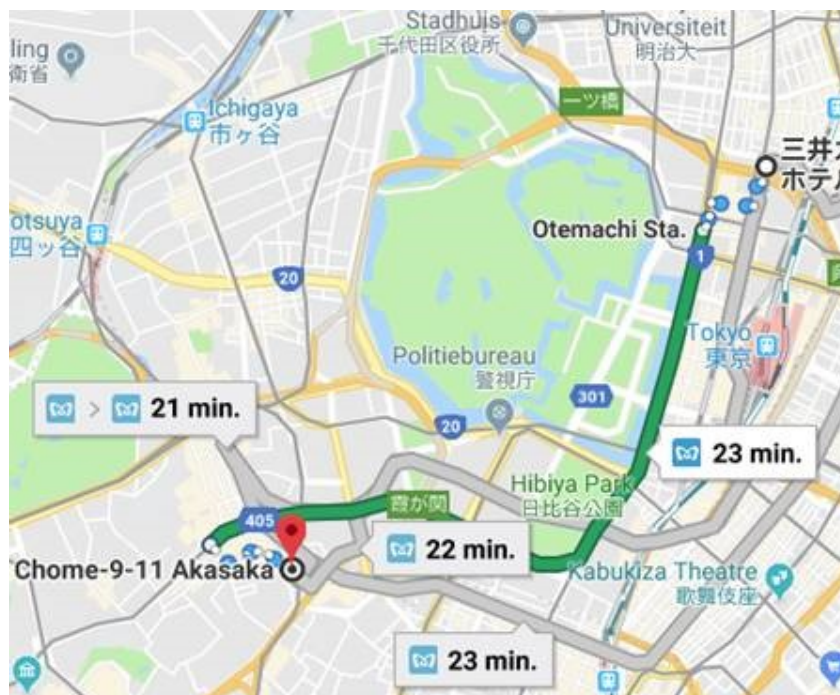 Stadhuis
千代田区役所
Universiteit
明治大
ling
衛省
Ichigaya
市ヶ谷
一ツ橋
三井
ホテル
otsuya
四ッ谷
Otemachi Sta.
1
20
Tokyo
東京
Politiebureau
警視庁
301
21 min.
20
23 min.
Hibiya Park
日比谷公園
霞が関
405
22 min.
Chome-9-11 Akasaka
Kabukiza Theatre
歌舞伎座
23 min.